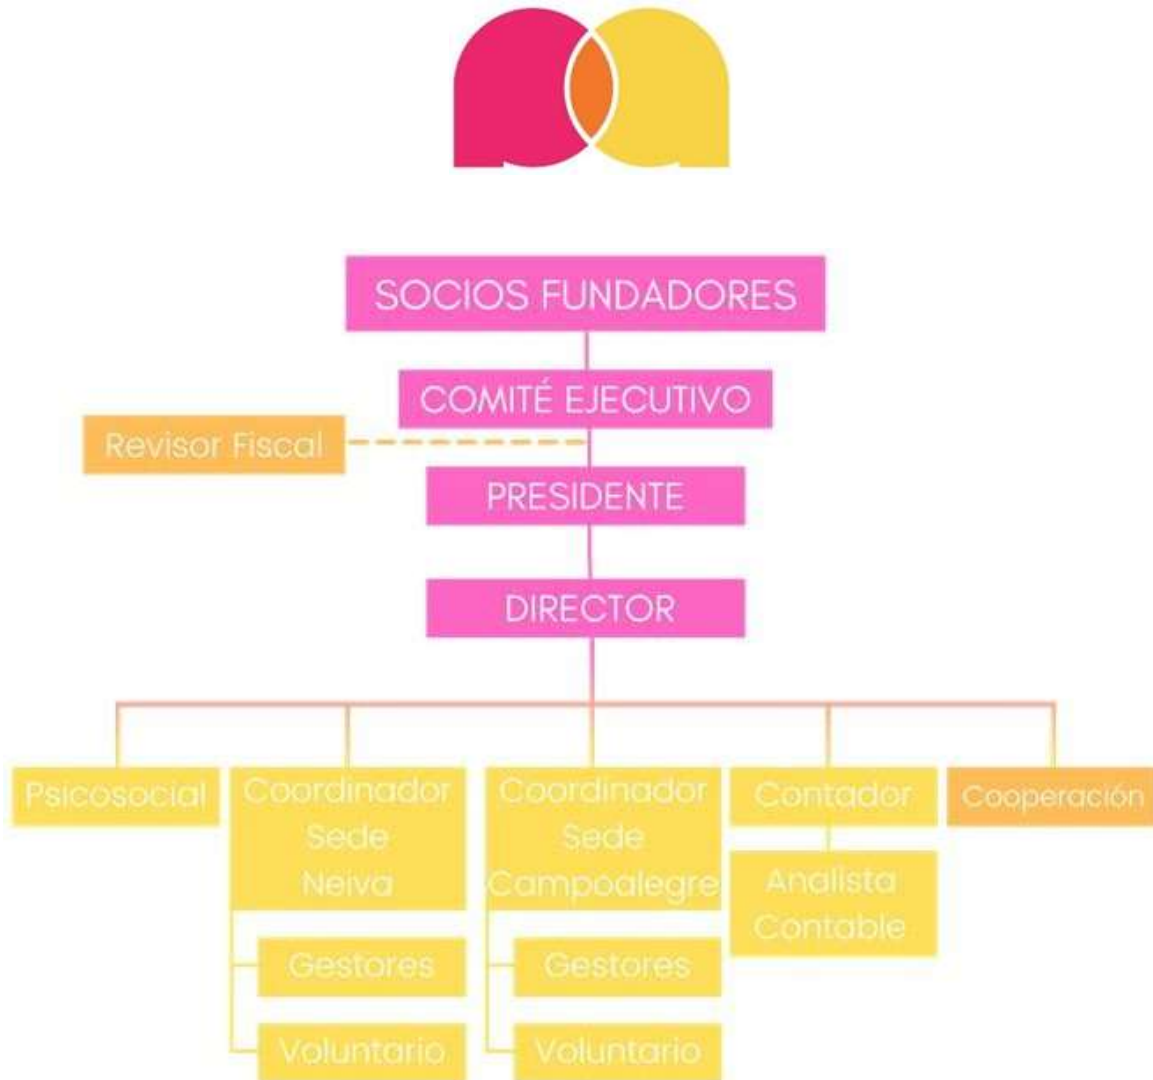 SOCIOS FUNDADORES
COMITÉ EJECUTIVO
Revisor Fiscal
PRESIDENTE
DIRECTOR
Psicosocial
Coordinador
Sede
Neiva
Gestores
Voluntario
Coordinador
Sede
Campoalegre
Gestores
Voluntario
Contador
Analista
Contable
Cooperación